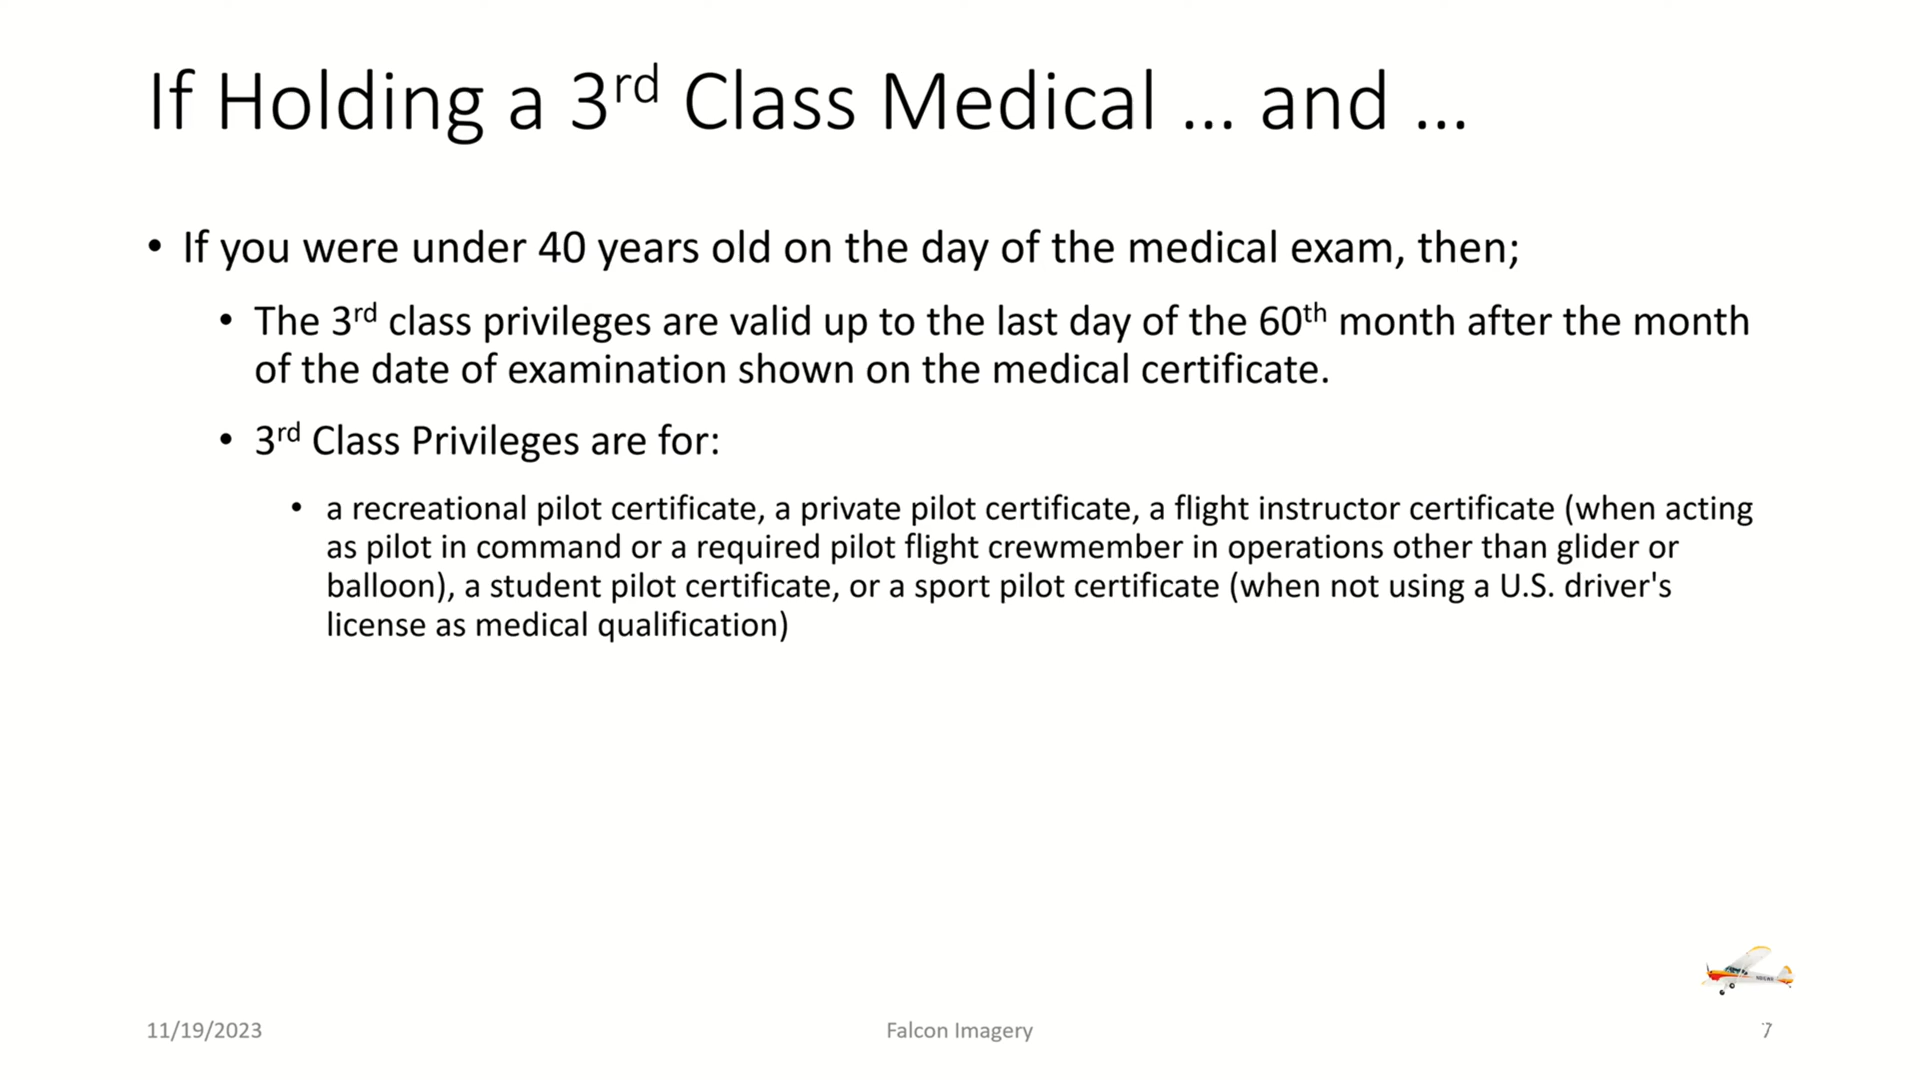 If Holding a 3rd Class Medical ... and ...
• If you were under 40 years old on the day of the medical exam, then;
• The 3rd class privileges are valid up to the last day of the 60th month after the month
of the date of examination shown on the medical certificate.
• 3rd Class Privileges are for:
• a recreational pilot certificate, a private pilot certificate, a flight instructor certificate (when acting
as pilot in command or a required pilot flight crewmember in operations other than glider or
balloon), a student pilot certificate, or a sport pilot certificate (when not using a U.S. driver's
license as medical qualification)
11/19/2023
Falcon Imagery
7